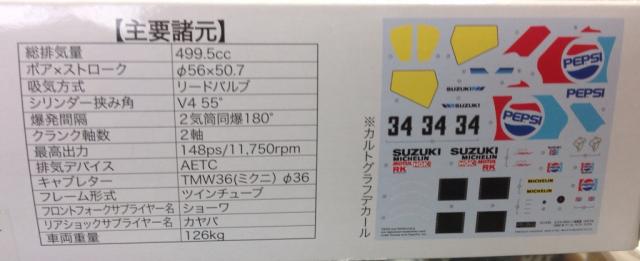 【主要諸元】
総排気量 499.5cc
ボア×ストローク φ56×50.7
吸気方式 リードバルブ
シリンダー挟み角 V4 55°
爆発間隔 2気筒同爆180°
クランク軸数 2軸
最高出力 148ps/11,750rpm
排気デバイス AETC
キャブレター TMW36(ミクニ) φ36
フレーム形式 ツインチューブ
フロントフォークサプライヤー名 ショーワ
リアショックサプライヤー名 カヤバ
車両重量 126kg
※カルトグラフデカール
PEPSI
PEPSI
SUZUKI
SUZUKI
PEPSI
34 34 34
SUZUKI
MICHELIN
MOTUL
RK
SUZUKI
MICHELIN
MOTUL
RK
MICHELIN
MICHELIN